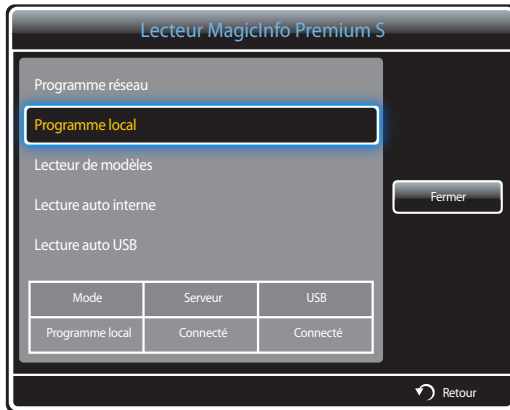 Lecteur MagicInfo Premium S
Programme réseau
Programme local
Lecteur de modèles
Lecture auto interne
Lecture auto USB
Fermer
Mode Serveur USB
Programme local Connecté Connecté
Retour